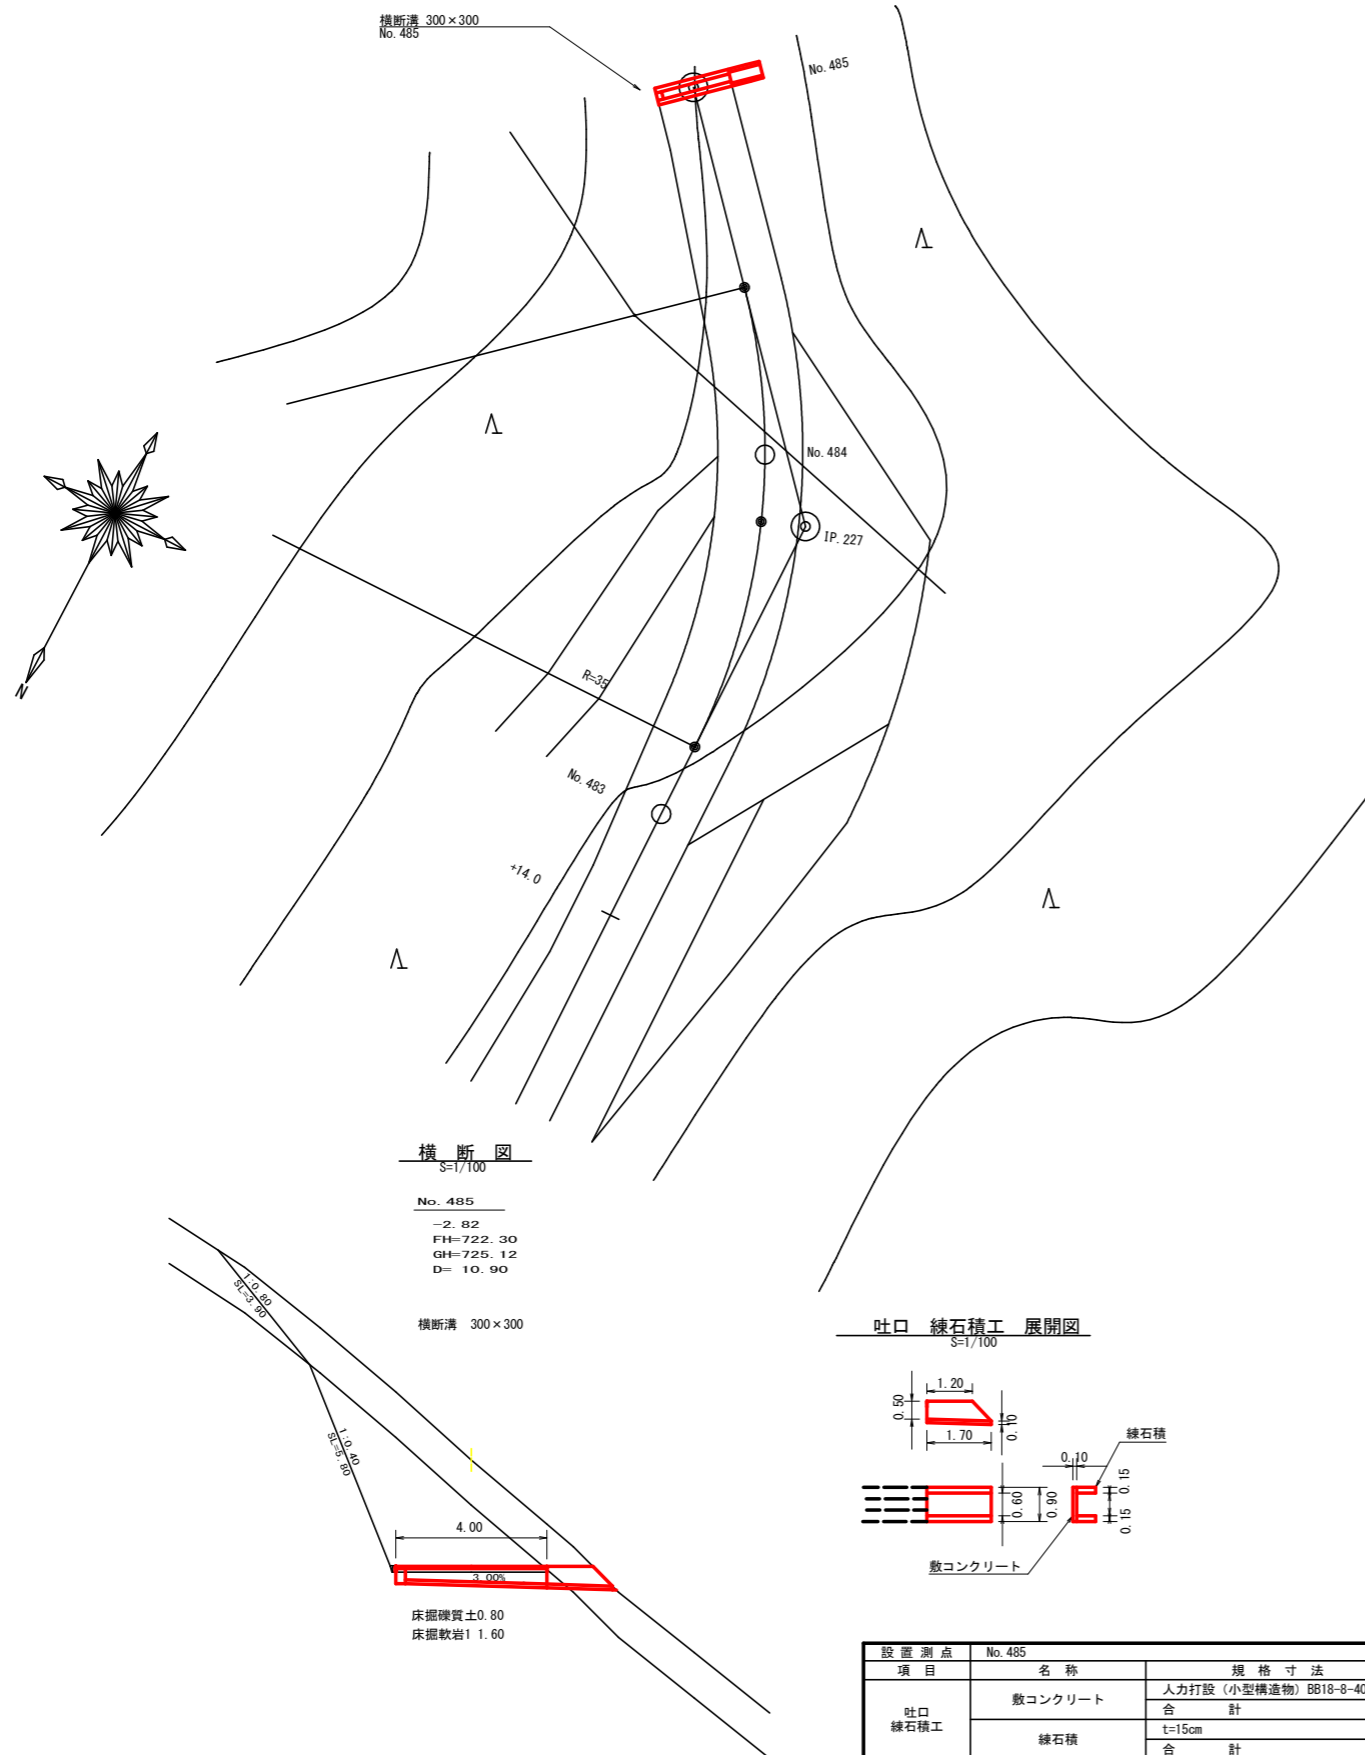 横断溝 300×300
No.485
No.485
No.484
IP.227
N
R=35
No.483
+14.0
横 断 図
S=1/100
No.485
-2.82
FH=722.30
GH=725.12
D= 10.90
横断溝 300×300
1:0.80
SL=3.90
1:0.40
SL=5.80
4.00
3.00%
床掘礫質土0.80
床掘軟岩1 1.60
吐口 練石積工 展開図
S=1/100
1.20
0.50
0.10
1.70
0.10
練石積
0.60
0.90
0.15
0.15
敷コンクリート
設 置 測 点 No.485
項 目 名 称 規 格 寸 法
吐口
練石積工
敷コンクリート 人力打設（小型構造物）BB18-8-40
合 計
練石積 t=15cm
合 計